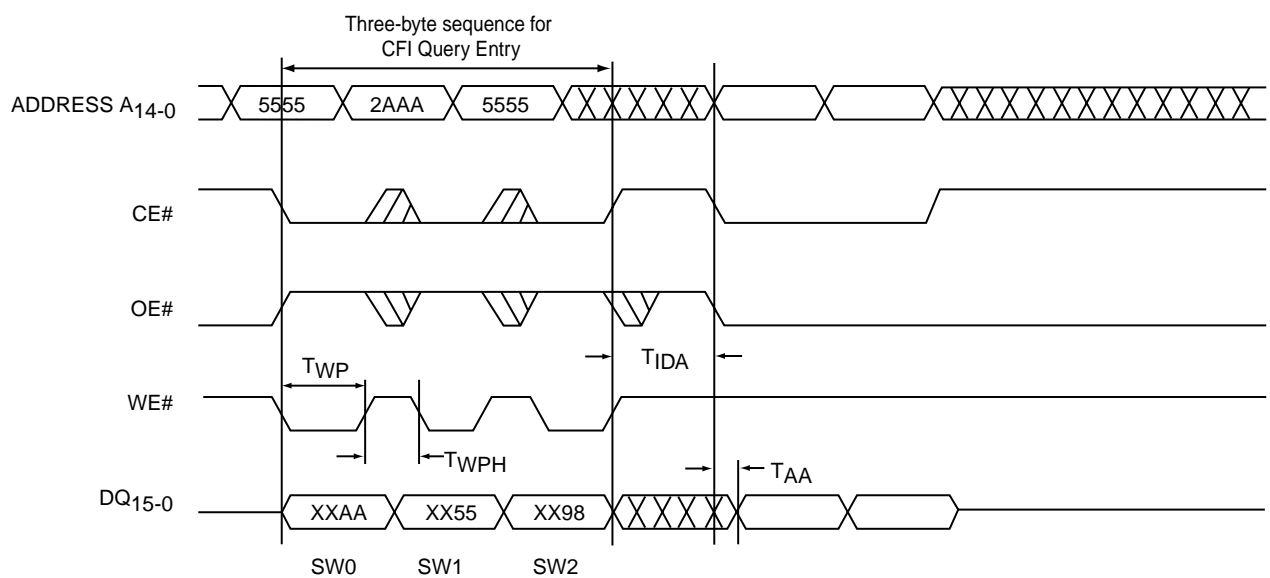 Three-byte sequence for
CFI Query Entry
ADDRESS A14-0
5555 2AAA 5555
CE#
OE#
TIDA
TWP
WE#
TWPH
TAA
DQ15-0
XXAA XX55 XX98
SW0 SW1 SW2